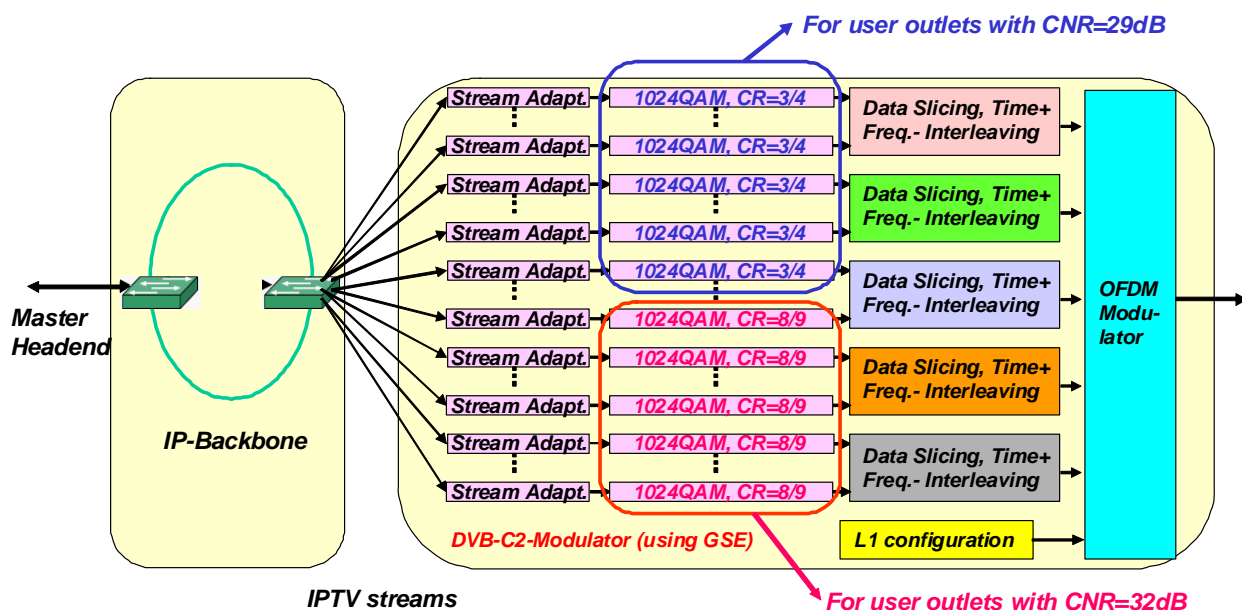 For user outlets with CNR=29dB
Stream Adapt.
1024QAM, CR=3/4
Data Slicing, Time+
Freq.- Interleaving
Stream Adapt.
1024QAM, CR=3/4
Stream Adapt.
1024QAM, CR=3/4
Data Slicing, Time+
Freq.- Interleaving
Stream Adapt.
1024QAM, CR=3/4
Stream Adapt.
1024QAM, CR=3/4
Data Slicing, Time+
Freq.- Interleaving
Stream Adapt.
1024QAM, CR=8/9
Stream Adapt.
1024QAM, CR=8/9
Data Slicing, Time+
Freq.- Interleaving
Stream Adapt.
1024QAM, CR=8/9
Stream Adapt.
1024QAM, CR=8/9
Data Slicing, Time+
Freq.- Interleaving
Stream Adapt.
1024QAM, CR=8/9
OFDM
Modu-
lator
Master
Headend
IP-Backbone
DVB-C2-Modulator (using GSE)
L1 configuration
IPTV streams
For user outlets with CNR=32dB